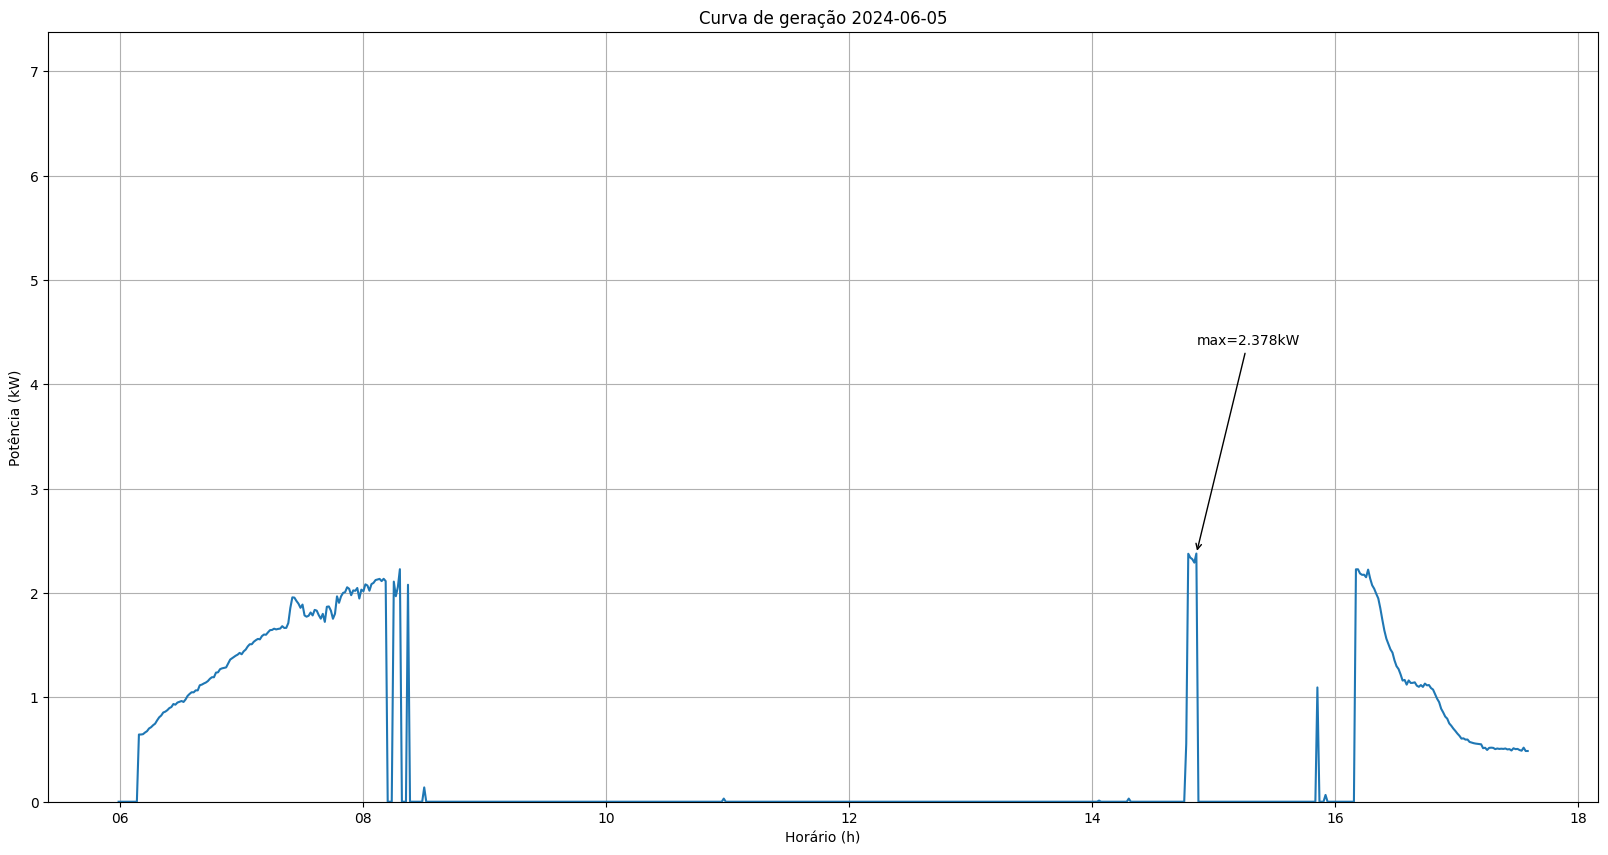 Curva de geração 2024-06-05
7
6
5
4
3
2
1
0
Potência (kW)
max=2.378kW
06 08 10 12 14 16 18
Horário (h)